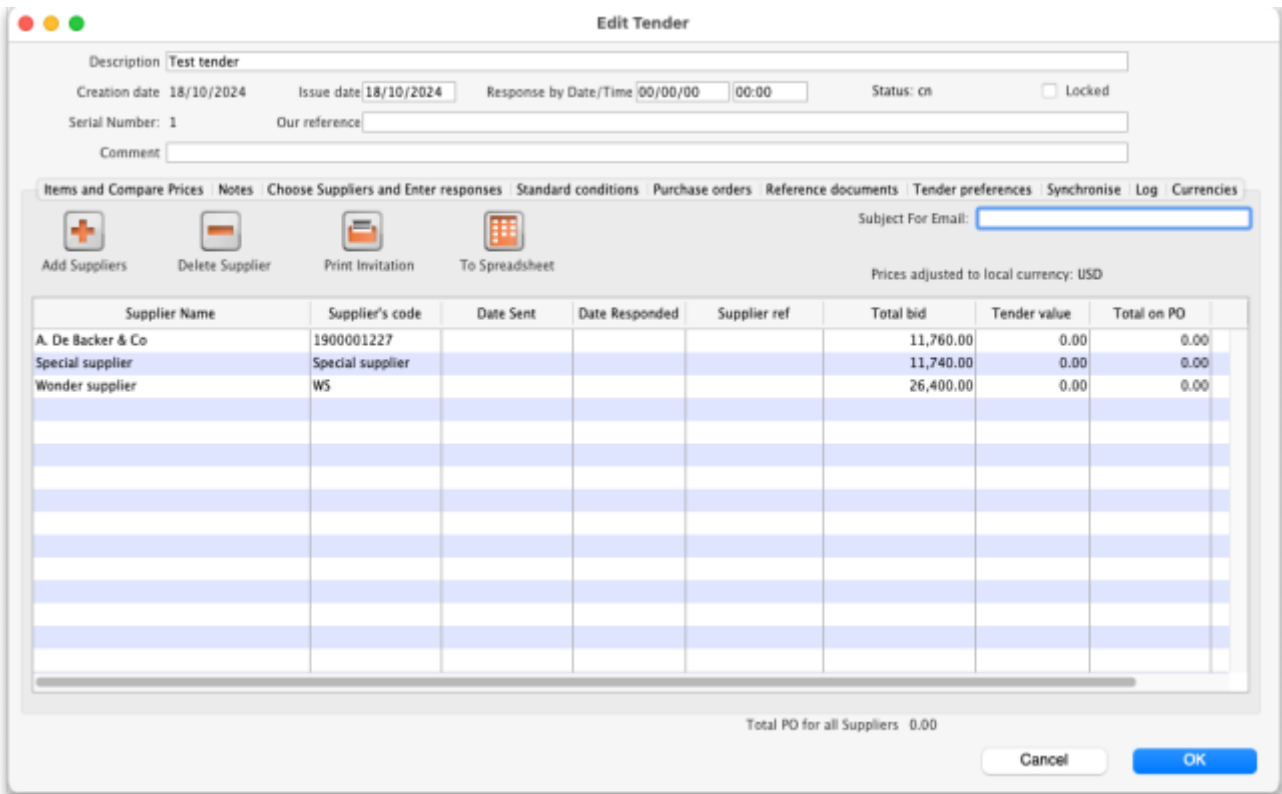 Edit Tender
Description Test tender
Creation date 18/10/2024 Issue date 18/10/2024 Response by Date/Time 00/00/00 00:00 Status: cn Locked
Serial Number: 1 Our reference
Comment
Items and Compare Prices Notes Choose Suppliers and Enter responses Standard conditions Purchase orders Reference documents Tender preferences Synchronise Log Currencies
Subject For Email:
Add Suppliers Delete Supplier Print Invitation To Spreadsheet
Prices adjusted to local currency: USD
Supplier Name Supplier's code Date Sent Date Responded Supplier ref Total bid Tender value Total on PO
A. De Backer & Co 1900001227 11,760.00 0.00 0.00
Special supplier Special supplier 11,740.00 0.00 0.00
Wonder supplier WS 26,400.00 0.00 0.00
Total PO for all Suppliers 0.00
Cancel OK